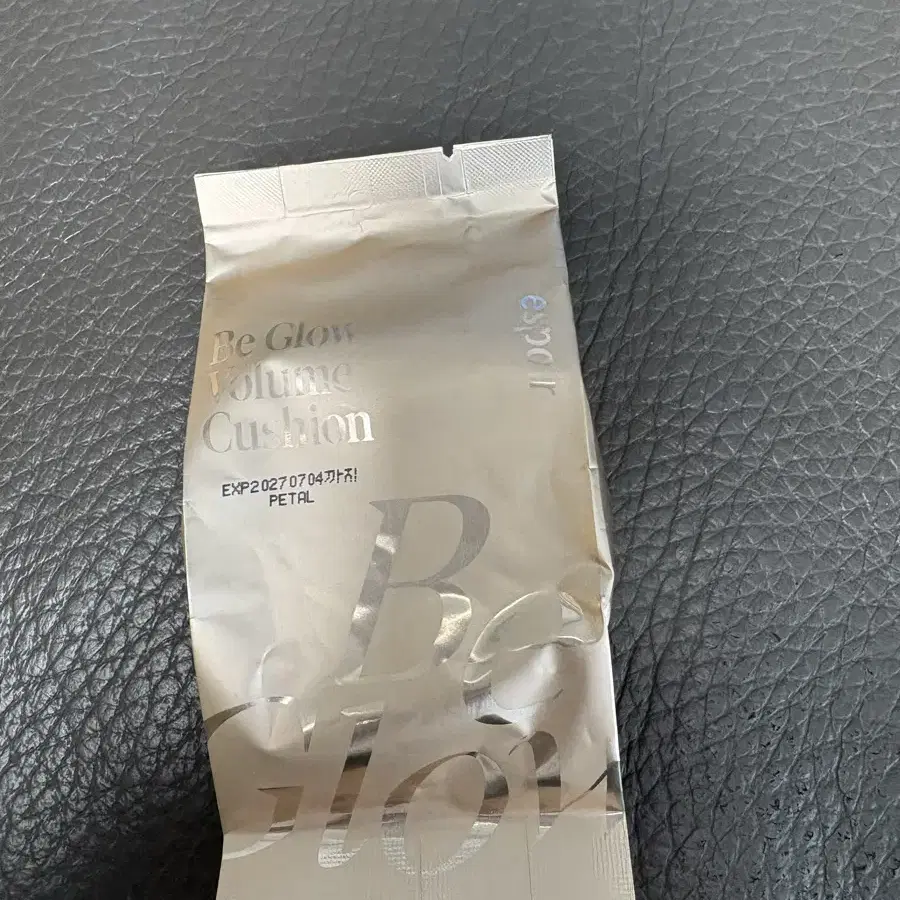 Be Glow
Volume
Cushion
EXP20270704까지
PETAL
espoir
Be
Glow